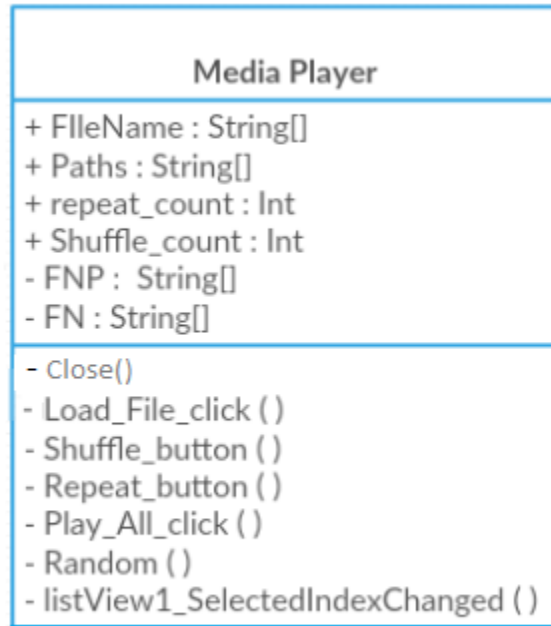 Media Player
+ FIleName : String[]
+ Paths : String[]
+ repeat_count : Int
+ Shuffle_count : Int
- FNP :  String[]
- FN : String[]
- Close()
- Load_File_click ( )
- Shuffle_button ( )
- Repeat_button ( )
- Play_All_click ( )
- Random ( )
- listView1_SelectedIndexChanged ( )